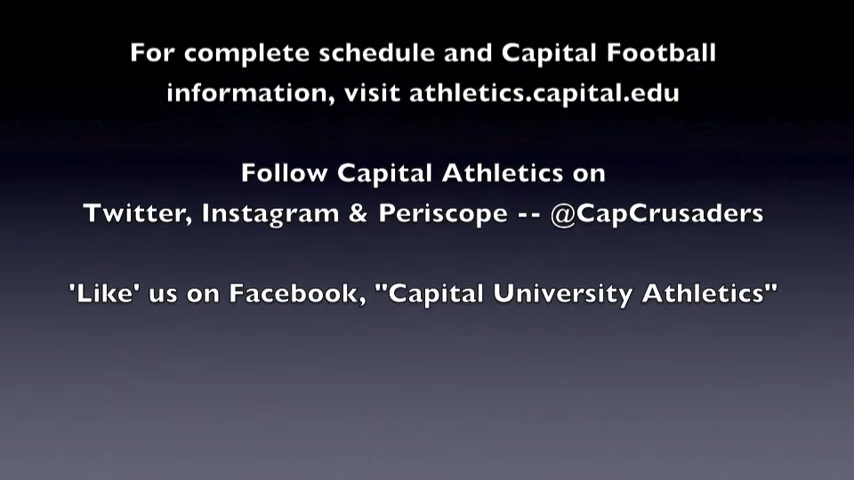 For complete schedule and Capital Football
information, visit athletics.capital.edu
Follow Capital Athletics on
Twitter, Instagram & Periscope -- @CapCrusaders
'Like' us on Facebook, "Capital University Athletics"